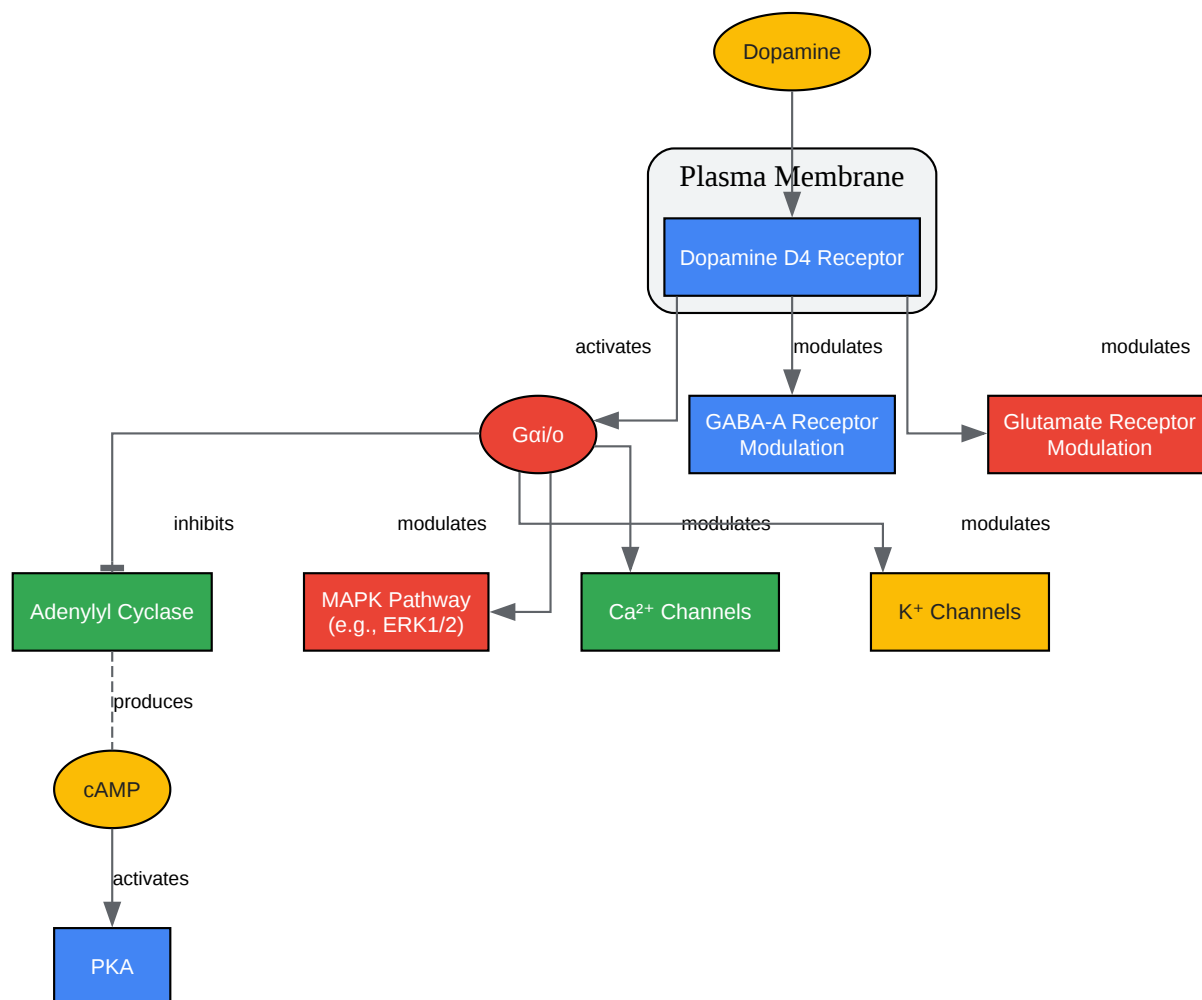 Dopamine
Plasma Membrane
Dopamine D4 Receptor
activates
modulates
modulates
Gαi/o
GABA-A Receptor
Modulation
Glutamate Receptor
Modulation
inhibits
modulates
modulates
modulates
Adenylyl Cyclase
MAPK Pathway
(e.g., ERK1/2)
Ca²⁺ Channels
K⁺ Channels
produces
cAMP
activates
PKA